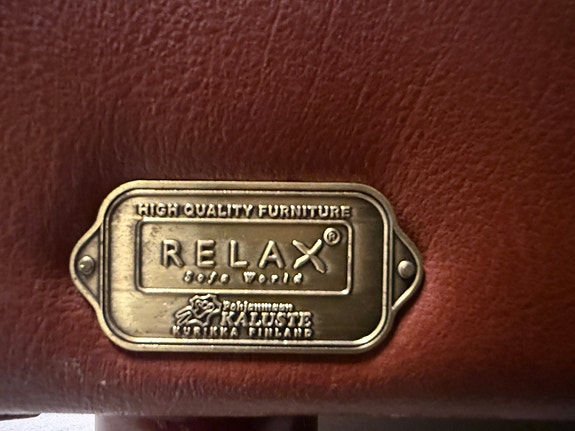 HIGH QUALITY FURNITURE
RELAX®
Sofa World
Pohjanmaan
KALUSTE
KURIKKA FINLAND